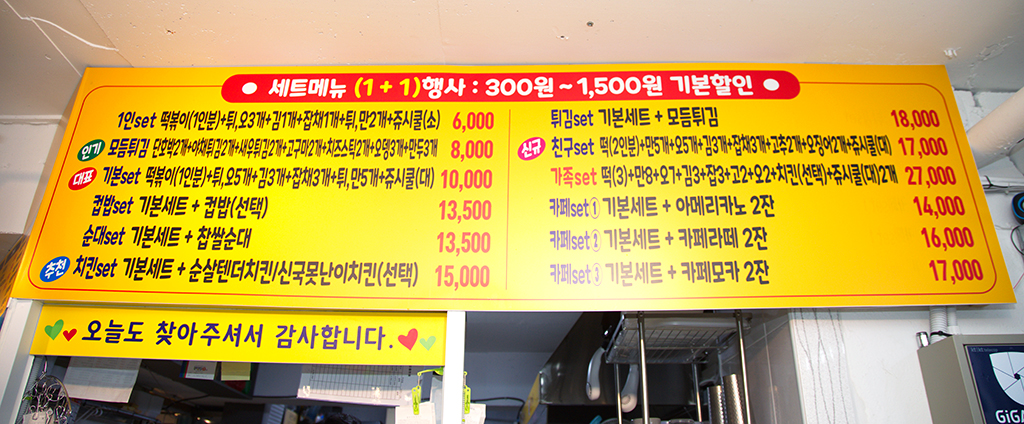 세트메뉴 (1+1)행사 : 300원 ~ 1,500원 기본할인
1인set 떡볶이(1인분)+튀,오3개+김1개+잡채1개+튀,만2개+쥬시쿨(소) 6,000
인기 모듬튀김 단호박2개+야채튀김2개+새우튀김2개+고구마2개+치즈스틱2개+오뎅3개+만두3개 8,000
대표 기본set 떡볶이(1인분)+튀,오5개+김3개+잡채3개+튀,만5개+쥬시쿨(대) 10,000
컵밥set 기본세트 + 컵밥(선택) 13,500
순대set 기본세트 + 찹쌀순대 13,500
추천 치킨set 기본세트 + 순살텐더치킨/신국못난이치킨(선택) 15,000
튀김set 기본세트 + 모듬튀김 18,000
신규 친구set 떡(2인분)+만5개+오5개+김3개+잡채3개+고추2개+오징어2개+쥬시쿨(대) 17,000
가족set 떡(3)+만8+오7+김3+잡3+고2+오2+치킨(선택)+쥬시쿨(대)2개 27,000
카페set① 기본세트 + 아메리카노 2잔 14,000
카페set② 기본세트 + 카페라떼 2잔 16,000
카페set③ 기본세트 + 카페모카 2잔 17,000
오늘도 찾아주셔서 감사합니다.
GiGA